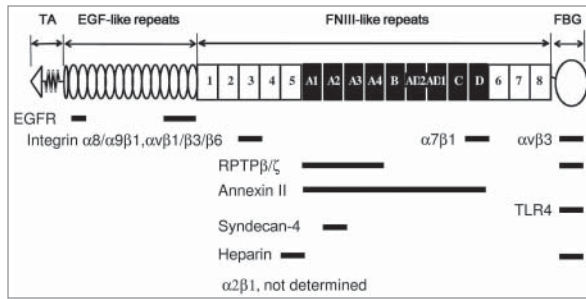 TA EGF-like repeats FNIII-like repeats FBG
1 2 3 4 5 A1 A2 A3 A4 B AD2 AD1 C D 6 7 8
EGFR
Integrin α8/α9β1,αvβ1/β3/β6 α7β1 αvβ3
RPTPβ/ζ
Annexin II
TLR4
Syndecan-4
Heparin
α2β1, not determined